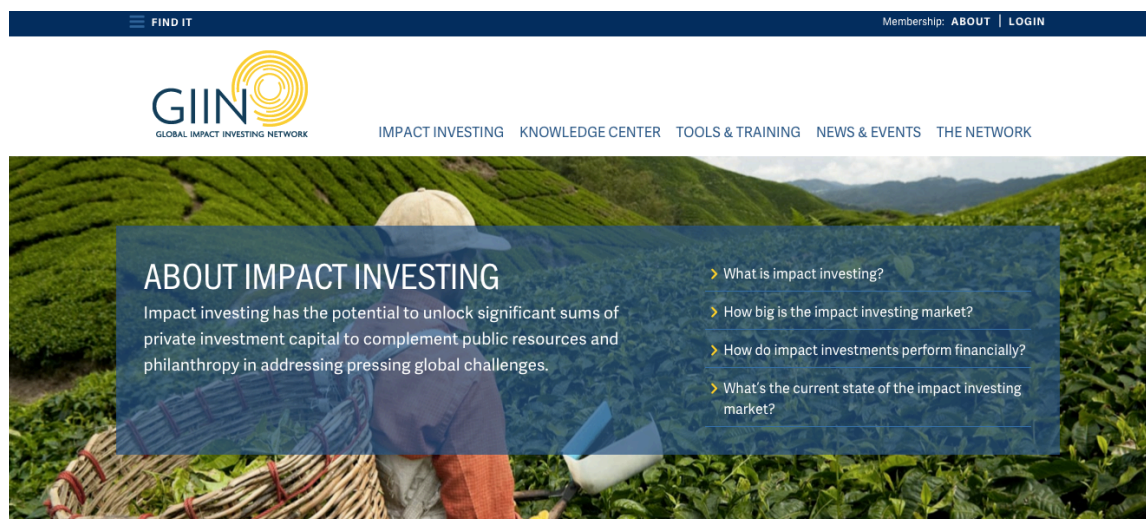 FIND IT
Membership: ABOUT | LOGIN
GIIN
GLOBAL IMPACT INVESTING NETWORK
IMPACT INVESTING KNOWLEDGE CENTER TOOLS & TRAINING NEWS & EVENTS THE NETWORK
ABOUT IMPACT INVESTING
Impact investing has the potential to unlock significant sums of
private investment capital to complement public resources and
philanthropy in addressing pressing global challenges.
What is impact investing?
How big is the impact investing market?
How do impact investments perform financially?
What's the current state of the impact investing
market?